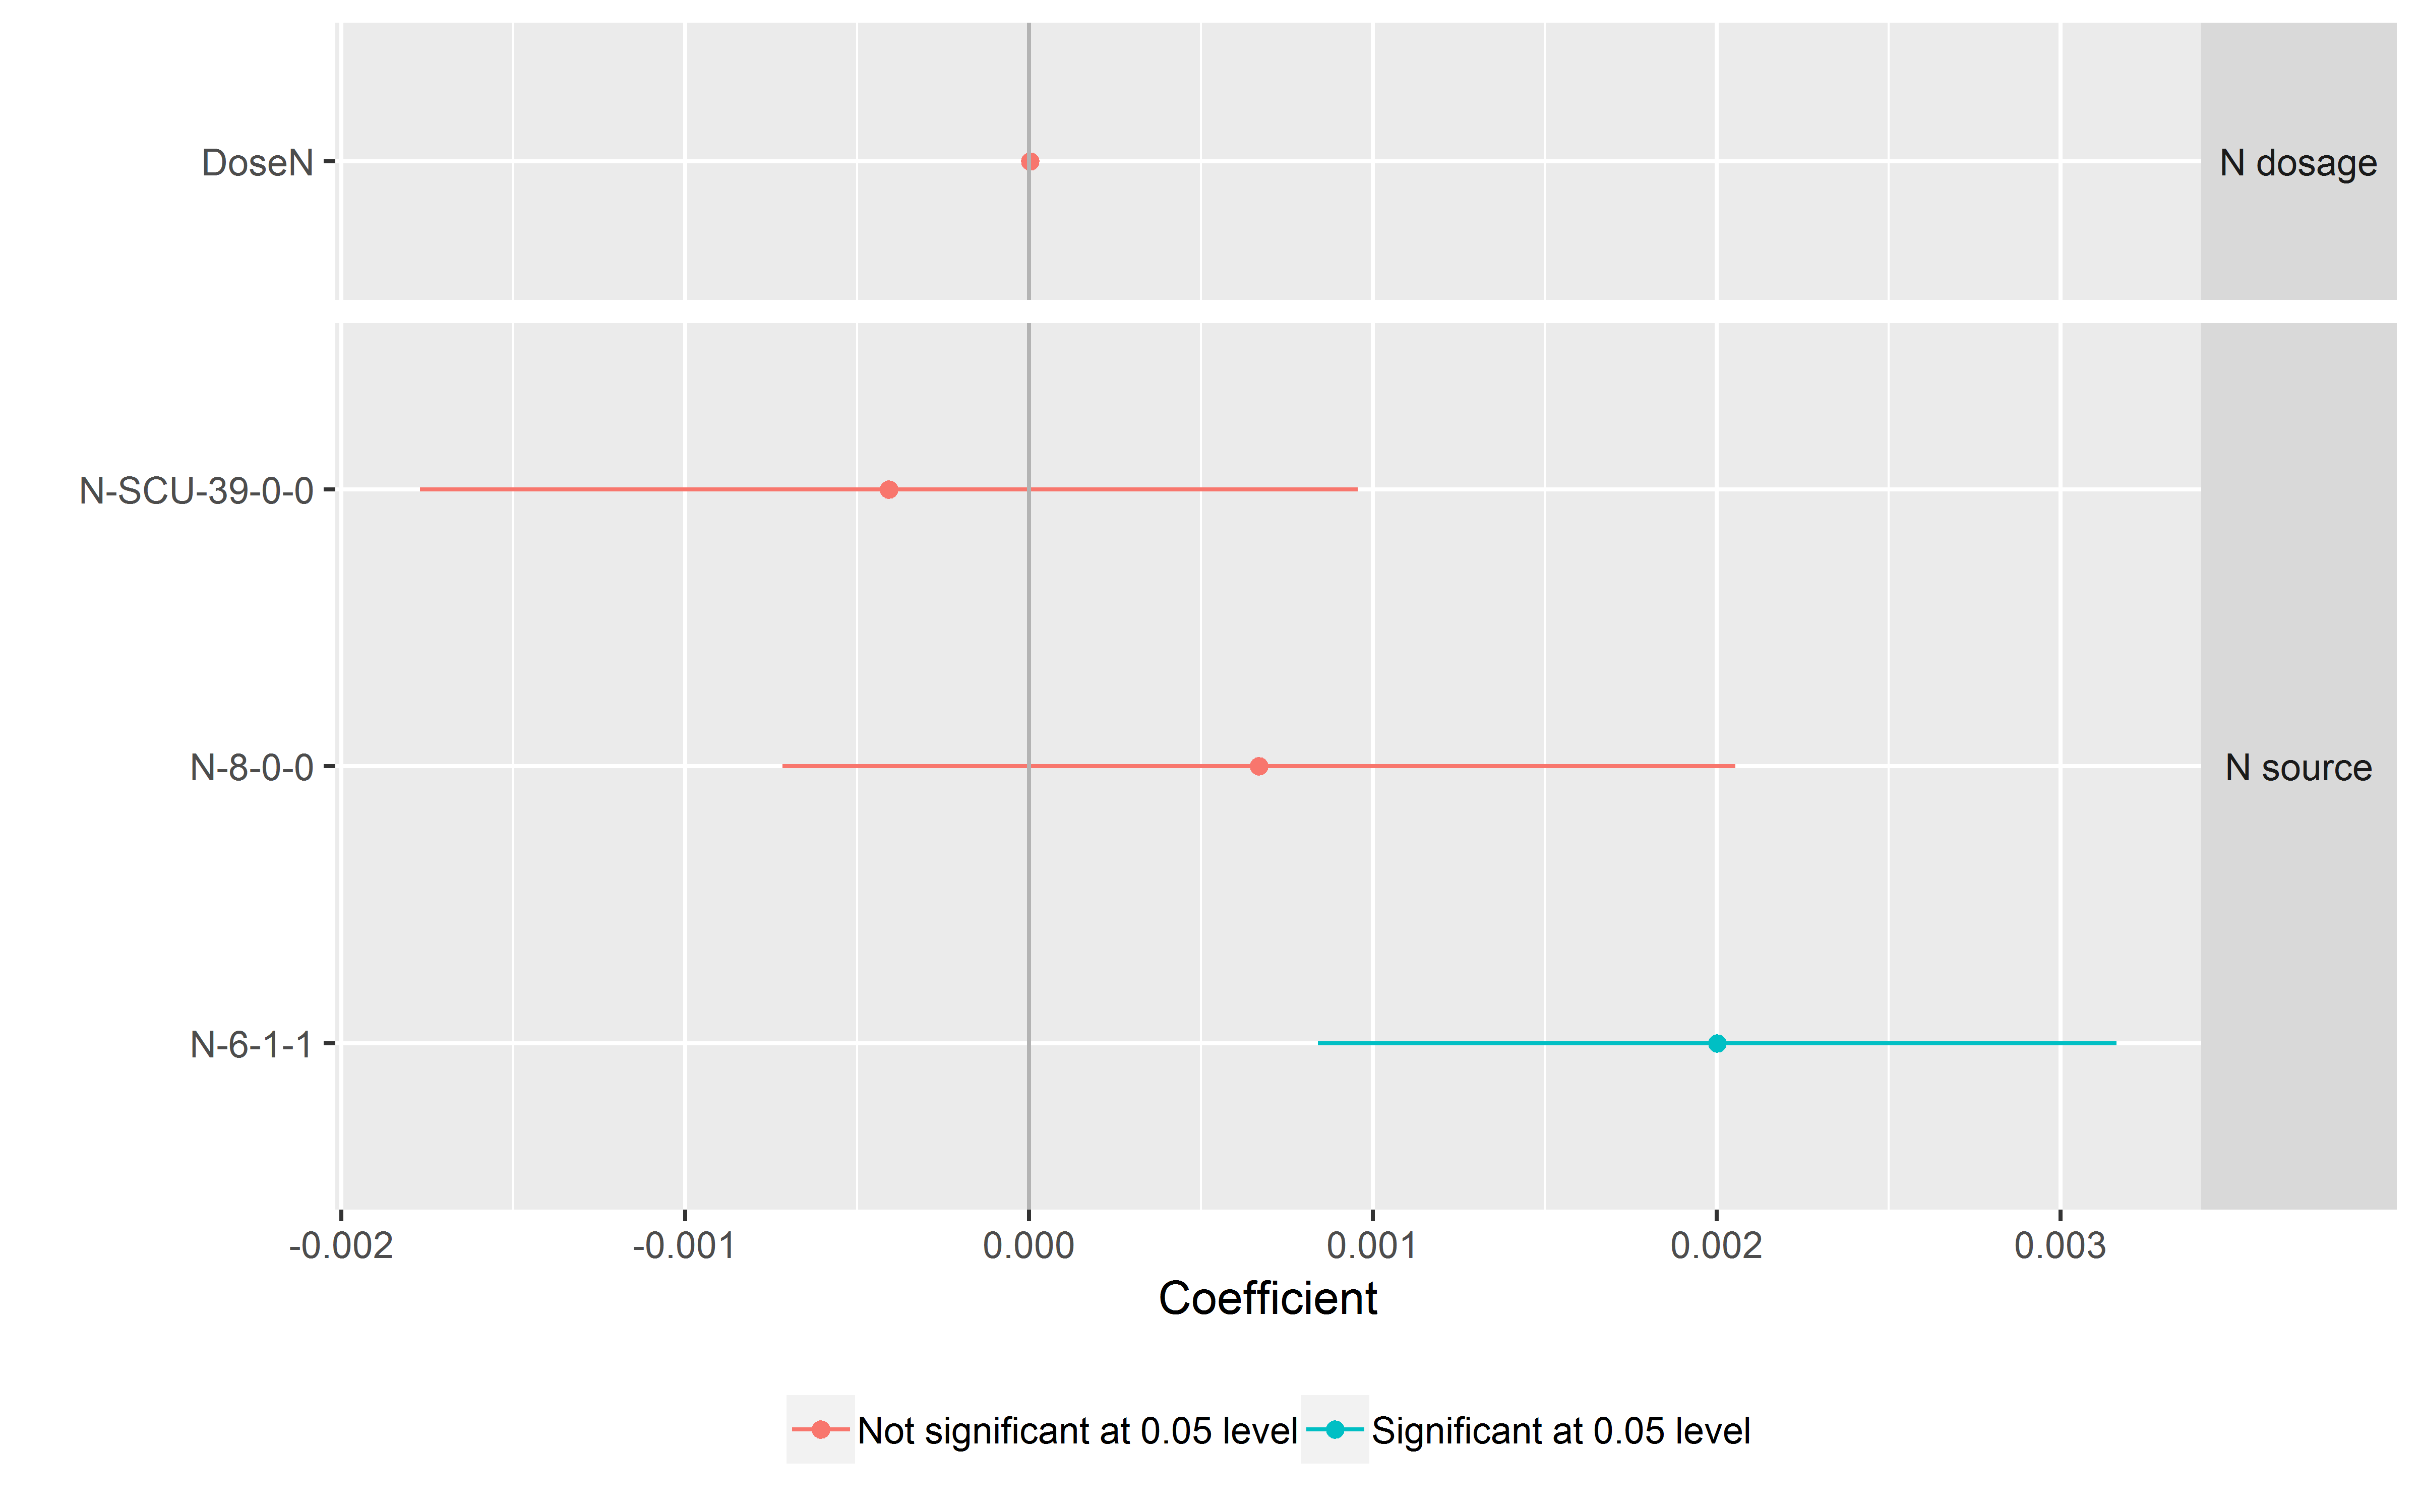 DoseN
N dosage
N-SCU-39-0-0
N-8-0-0
N source
N-6-1-1
-0.002 -0.001 0.000 0.001 0.002 0.003
Coefficient
Not significant at 0.05 level Significant at 0.05 level